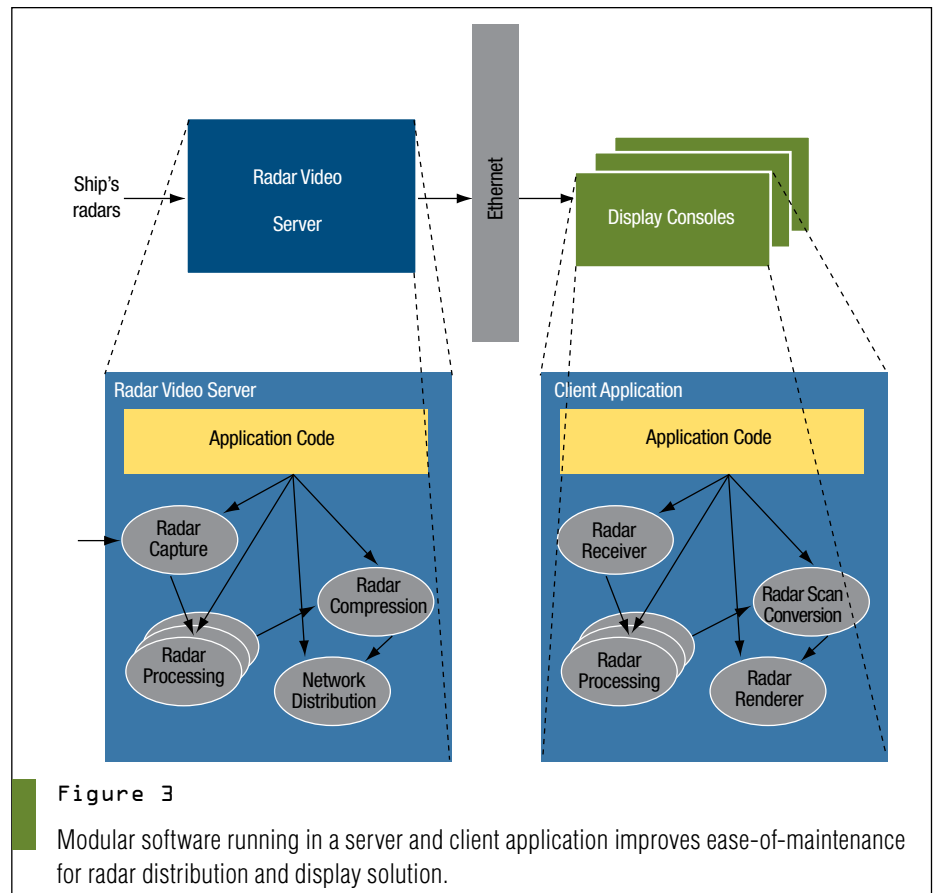 Ship's
radars
Radar Video
Server
Ethernet
Display Consoles
Radar Video Server
Application Code
Radar
Capture
Radar
Compression
Radar
Processing
Network
Distribution
Client Application
Application Code
Radar
Receiver
Radar Scan
Conversion
Radar
Processing
Radar
Renderer
Figure 3
Modular software running in a server and client application improves ease-of-maintenance
for radar distribution and display solution.